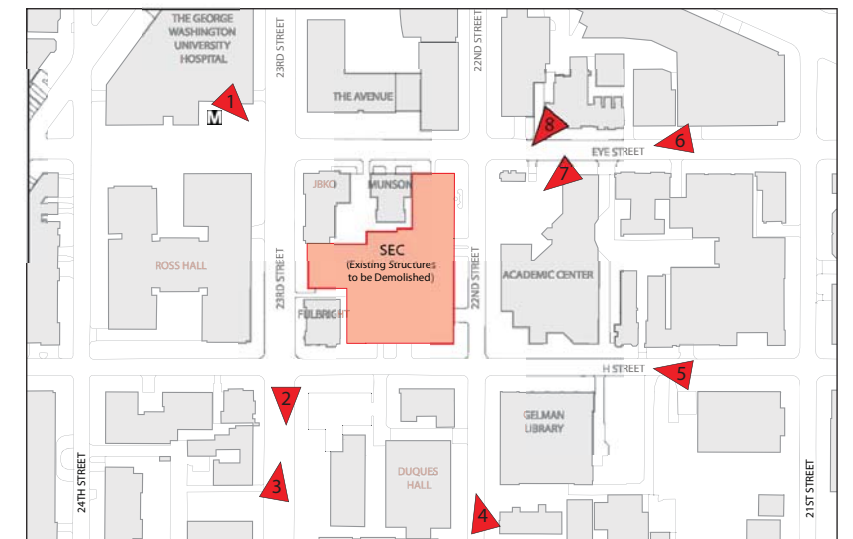 THE GEORGE
WASHINGTON
UNIVERSITY
HOSPITAL
23RD STREET
22ND STREET
1
M
THE AVENUE
8
6
EYE STREET
7
JBKO
MUNSON
SEC
(Existing Structures
to be Demolished)
ROSS HALL
23RD STREET
22ND STREET
ACADEMIC CENTER
FULBRIGHT
H STREET
5
2
GELMAN
LIBRARY
24TH STREET
3
DUQUES
HALL
4
21ST STREET